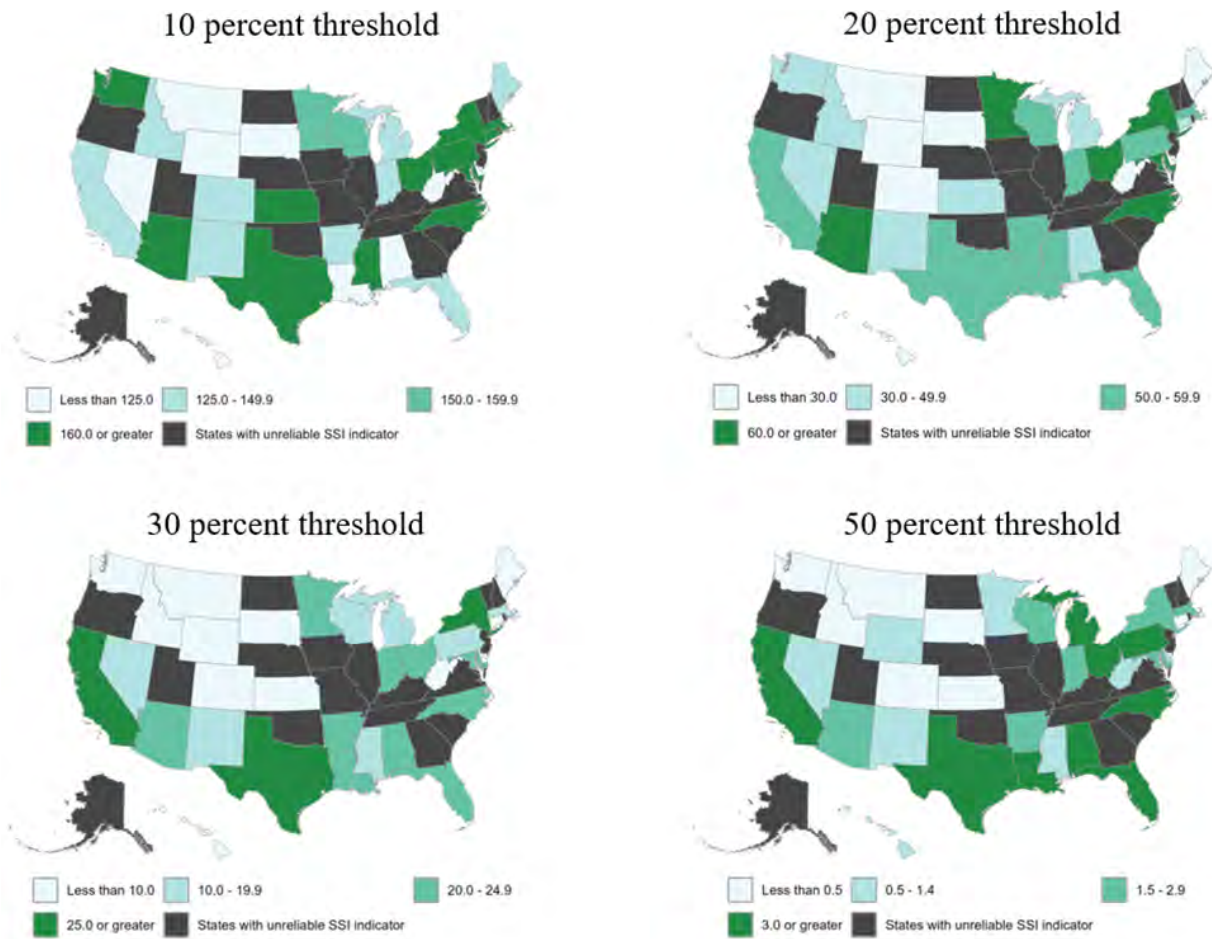 10 percent threshold
20 percent threshold
Less than 125.0
125.0 - 149.9
150.0 - 159.9
160.0 or greater
States with unreliable SSI indicator
Less than 30.0
30.0 - 49.9
50.0 - 59.9
60.0 or greater
States with unreliable SSI indicator
30 percent threshold
50 percent threshold
Less than 10.0
10.0 - 19.9
20.0 - 24.9
25.0 or greater
States with unreliable SSI indicator
Less than 0.5
0.5 - 1.4
1.5 - 2.9
3.0 or greater
States with unreliable SSI indicator